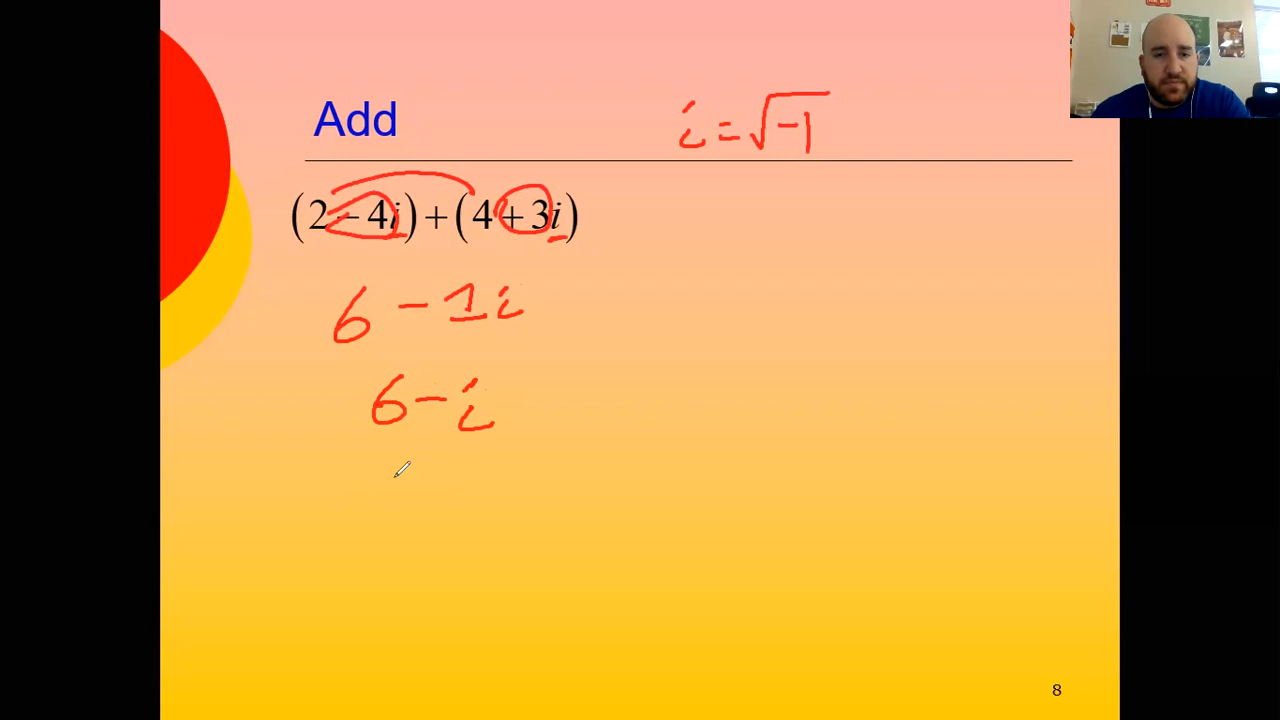 Add
i = √-1
(2 − 4i) + (4 + 3i)
6 - 1i
6 - i
8